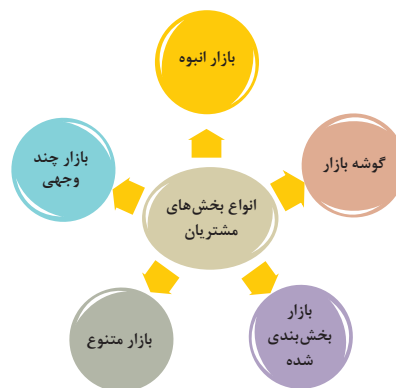 بازار انبوه
گوشه بازار
بازار چند
وجهی
انواع بخش‌های
مشتریان
بازار
بخش‌بندی
شده
بازار متنوع